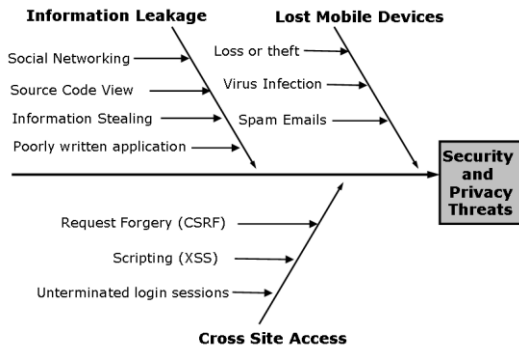 Information Leakage
Lost Mobile Devices
Social Networking
Source Code View
Information Stealing
Poorly written application
Loss or theft
Virus Infection
Spam Emails
Security
and
Privacy
Threats
Request Forgery (CSRF)
Scripting (XSS)
Unterminated login sessions
Cross Site Access